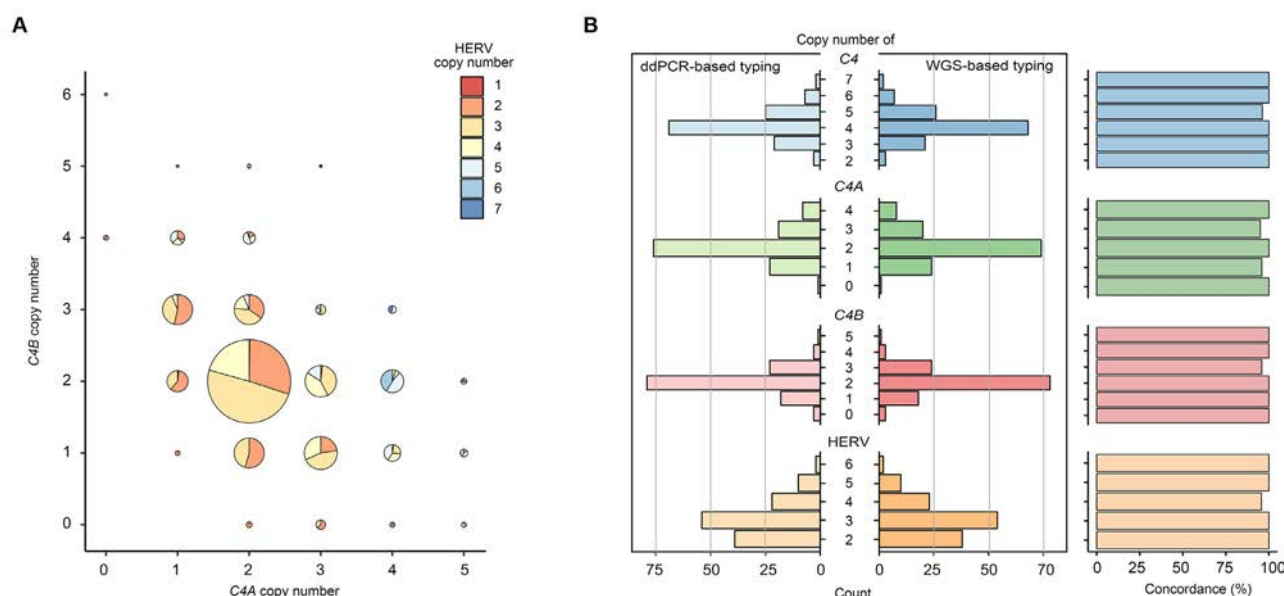 A
HERV
copy number
1
2
3
4
5
6
7
6
5
4
3
2
1
0
C4B copy number
0 1 2 3 4 5
C4A copy number
B
Copy number of
ddPCR-based typing C4 WGS-based typing
7
6
5
4
3
2
C4A
4
3
2
1
0
C4B
5
4
3
2
1
0
HERV
6
5
4
3
2
75 50 25 0 0 25 50 70
Count
0 25 50 75 100
Concordance (%)